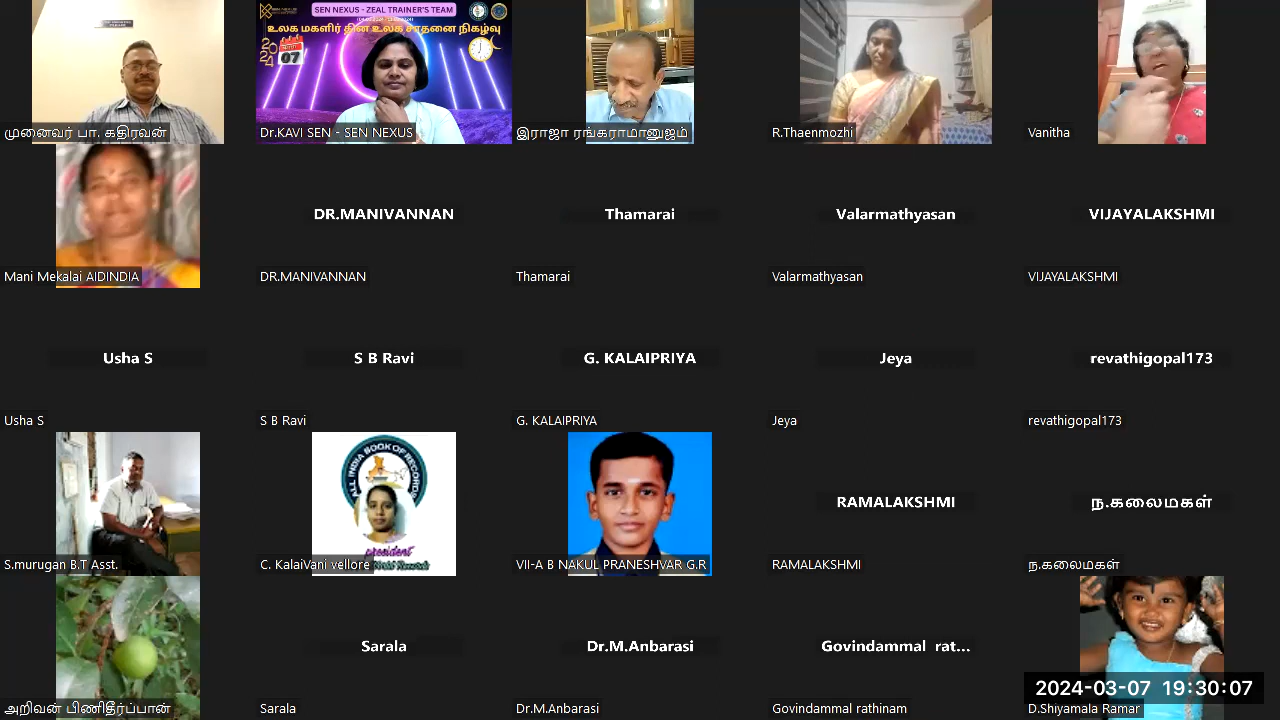 SEN NEXUS - ZEAL TRAINER'S TEAM
உலக மகளிர் தின உலக சாதனை நிகழ்வு
2024
07
முனைவர் பா. கதிரவன்
Dr.KAVI SEN - SEN NEXUS
இராஜா ரங்கராமானுஜம்
R.Thaenmozhi
Vanitha
DR.MANIVANNAN
Thamarai
Valarmathyasan
VIJAYALAKSHMI
Mani Mekalai AIDINDIA
DR.MANIVANNAN
Thamarai
Valarmathyasan
VIJAYALAKSHMI
Usha S
S B Ravi
G. KALAIPRIYA
Jeya
revathigopal173
Usha S
S B Ravi
G. KALAIPRIYA
Jeya
revathigopal173
ALL INDIA BOOK OF RECORDS
president
RAMALAKSHMI
ந.கலைமகள்
S.murugan B.T Asst.
C. KalaiVani vellore
VII-A B NAKUL PRANESHVAR G.R
RAMALAKSHMI
ந.கலைமகள்
Sarala
Dr.M.Anbarasi
Govindammal rat...
2024-03-07 19:30:07
அறிவன் பிணிதீர்ப்பான்
Sarala
Dr.M.Anbarasi
Govindammal rathinam
D.Shiyamala Ramar